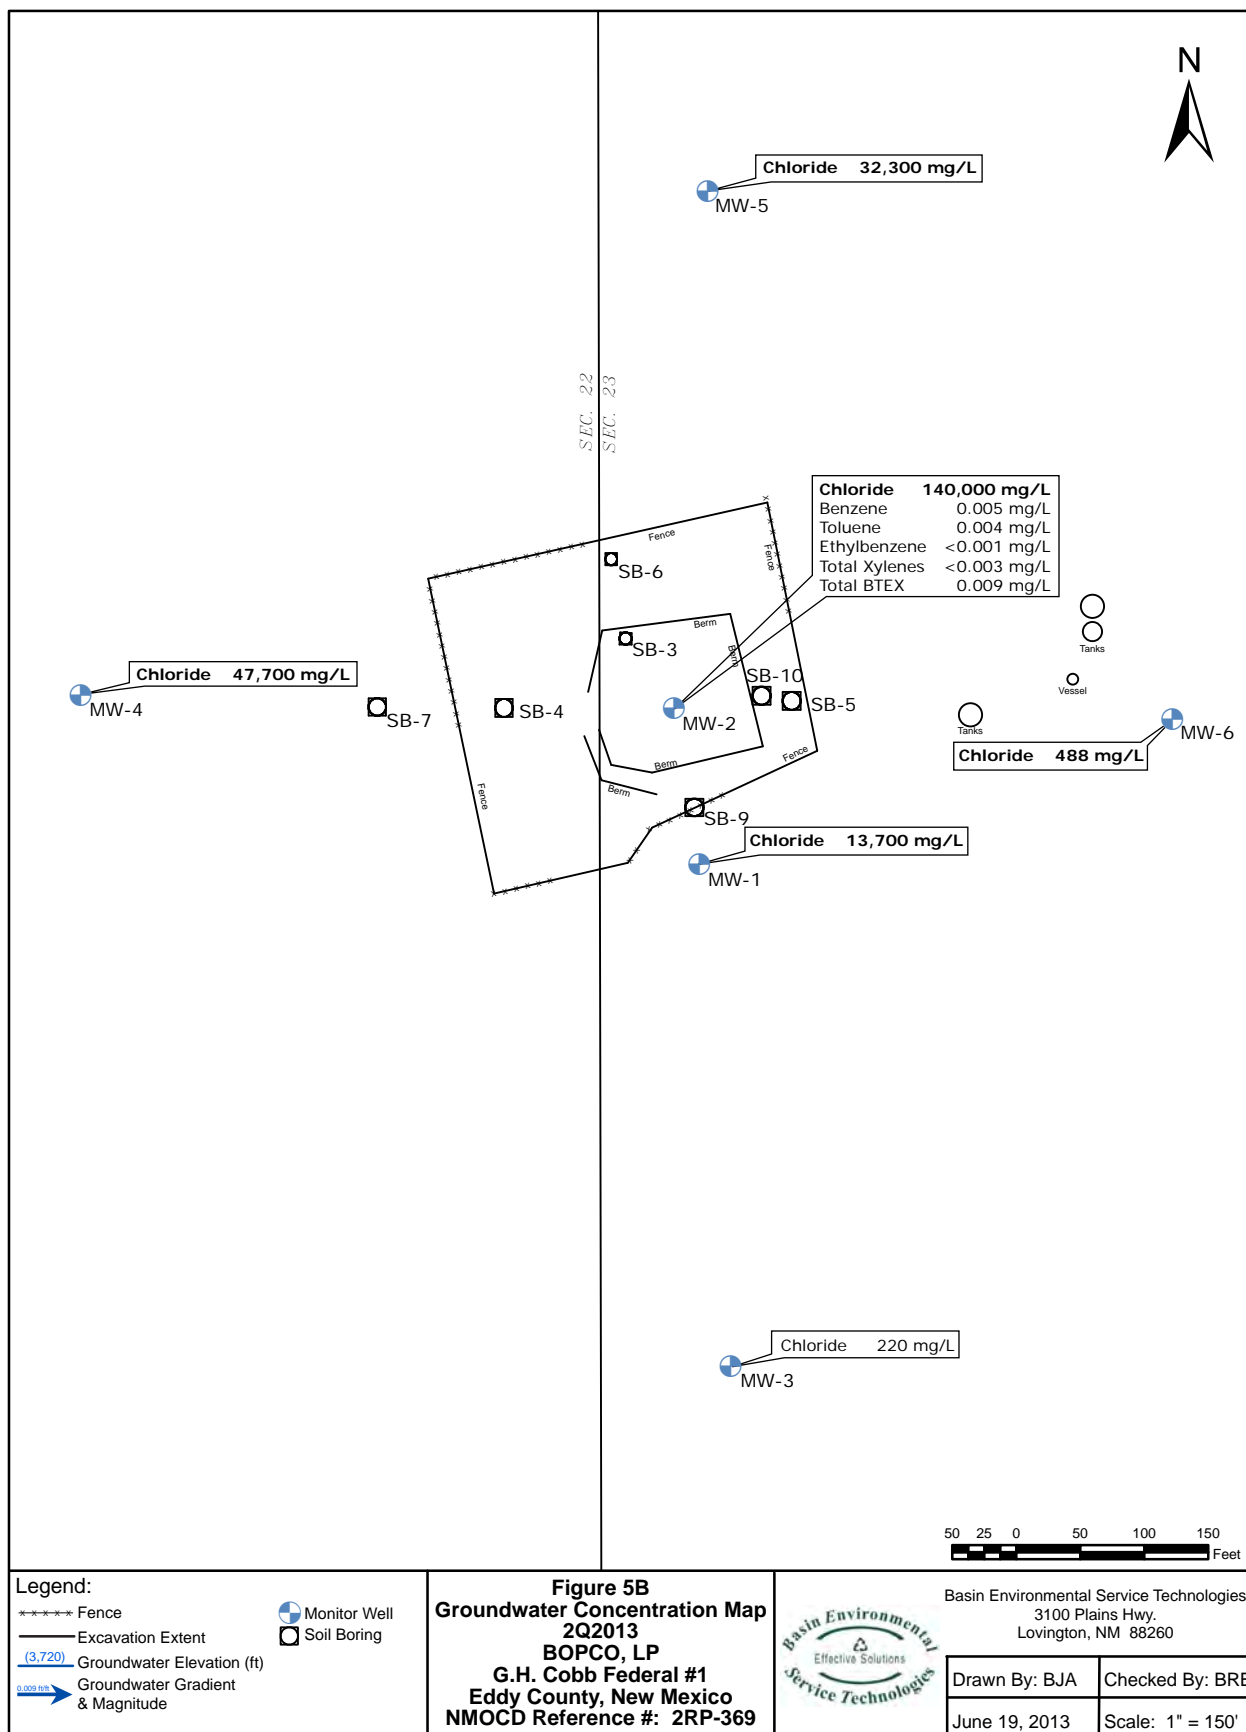 N
Chloride 32,300 mg/L
MW-5
SEC. 22
SEC. 23
Chloride 140,000 mg/L
Benzene 0.005 mg/L
Toluene 0.004 mg/L
Ethylbenzene <0.001 mg/L
Total Xylenes <0.003 mg/L
Total BTEX 0.009 mg/L
Fence
Fence
SB-6
Berm
SB-3
Berm
Tanks
Chloride 47,700 mg/L
MW-4
SB-7
SB-4
SB-10
SB-5
MW-2
Vessel
Tanks
MW-6
Chloride 488 mg/L
Fence
Berm
Berm
Fence
SB-9
Chloride 13,700 mg/L
MW-1
Chloride 220 mg/L
MW-3
50 25 0 50 100 150
Feet
Legend:
Fence
Excavation Extent
(3,720) Groundwater Elevation (ft)
0.009 ft/ft Groundwater Gradient
& Magnitude
Monitor Well
Soil Boring
Figure 5B
Groundwater Concentration Map
2Q2013
BOPCO, LP
G.H. Cobb Federal #1
Eddy County, New Mexico
NMOCD Reference #: 2RP-369
Basin Environmental
Effective Solutions
Service Technologies
Basin Environmental Service Technologies
3100 Plains Hwy.
Lovington, NM 88260
Drawn By: BJA
Checked By: BRB
June 19, 2013
Scale: 1" = 150'